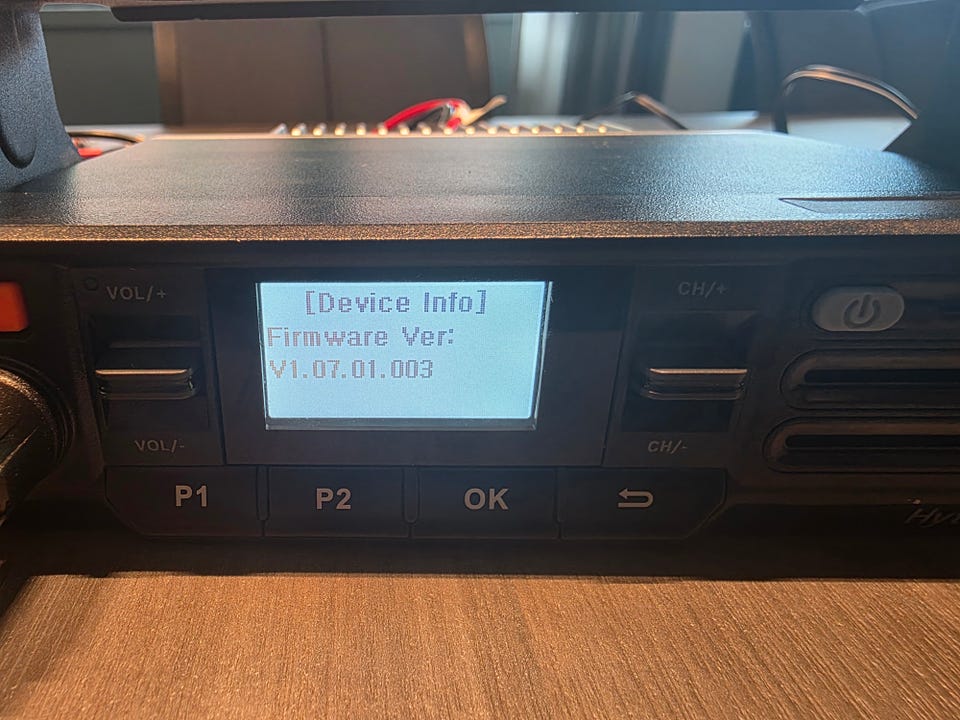 [Device Info]
Firmware Ver:
V1.07.01.003
VOL/+
CH/+
VOL/-
CH/-
P1
P2
OK